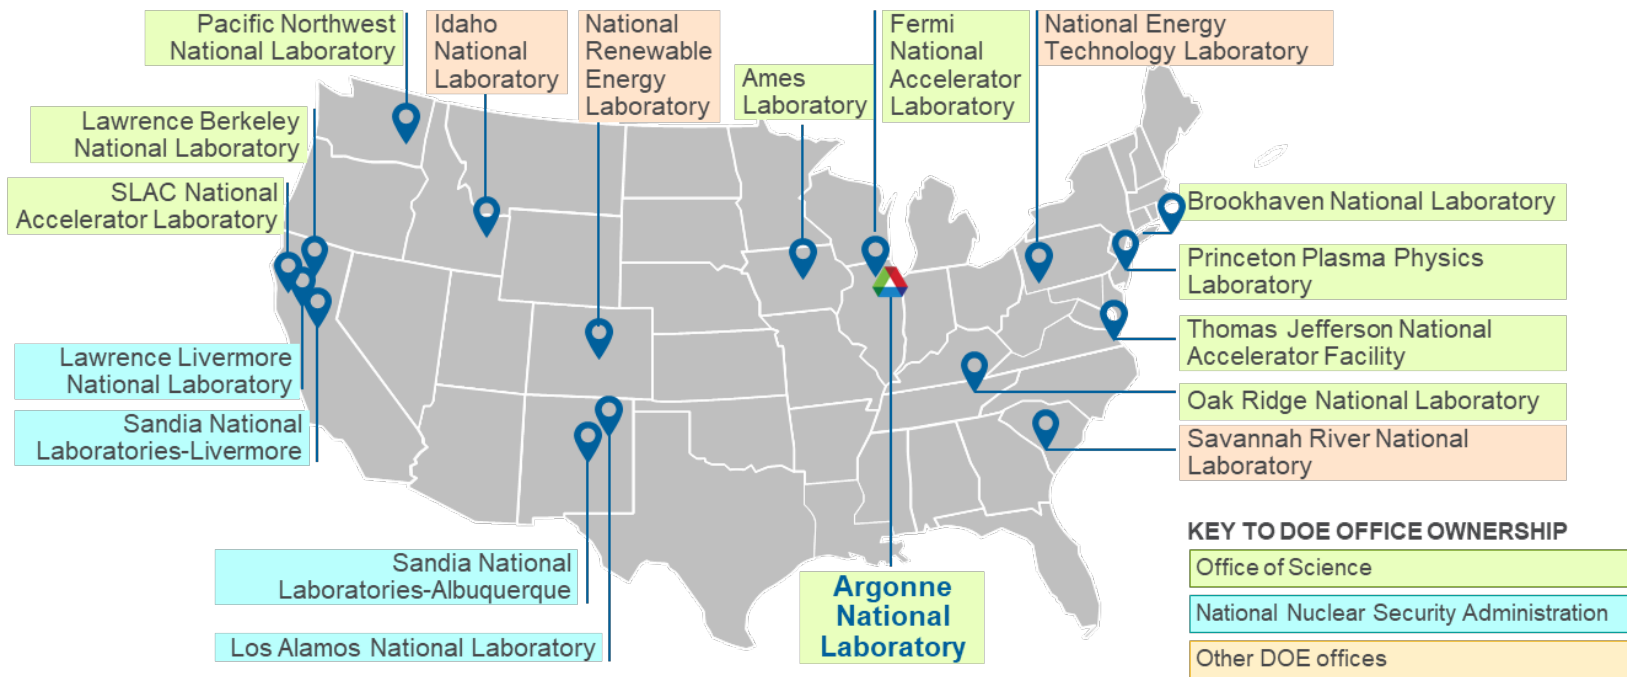 Pacific Northwest
National Laboratory
Idaho
National
Laboratory
National
Renewable
Energy
Laboratory
Ames
Laboratory
Fermi
National
Accelerator
Laboratory
National Energy
Technology Laboratory
Lawrence Berkeley
National Laboratory
SLAC National
Accelerator Laboratory
Lawrence Livermore
National Laboratory
Sandia National
Laboratories-Livermore
Sandia National
Laboratories-Albuquerque
Los Alamos National Laboratory
Argonne
National
Laboratory
Brookhaven National Laboratory
Princeton Plasma Physics
Laboratory
Thomas Jefferson National
Accelerator Facility
Oak Ridge National Laboratory
Savannah River National
Laboratory
KEY TO DOE OFFICE OWNERSHIP
Office of Science
National Nuclear Security Administration
Other DOE offices